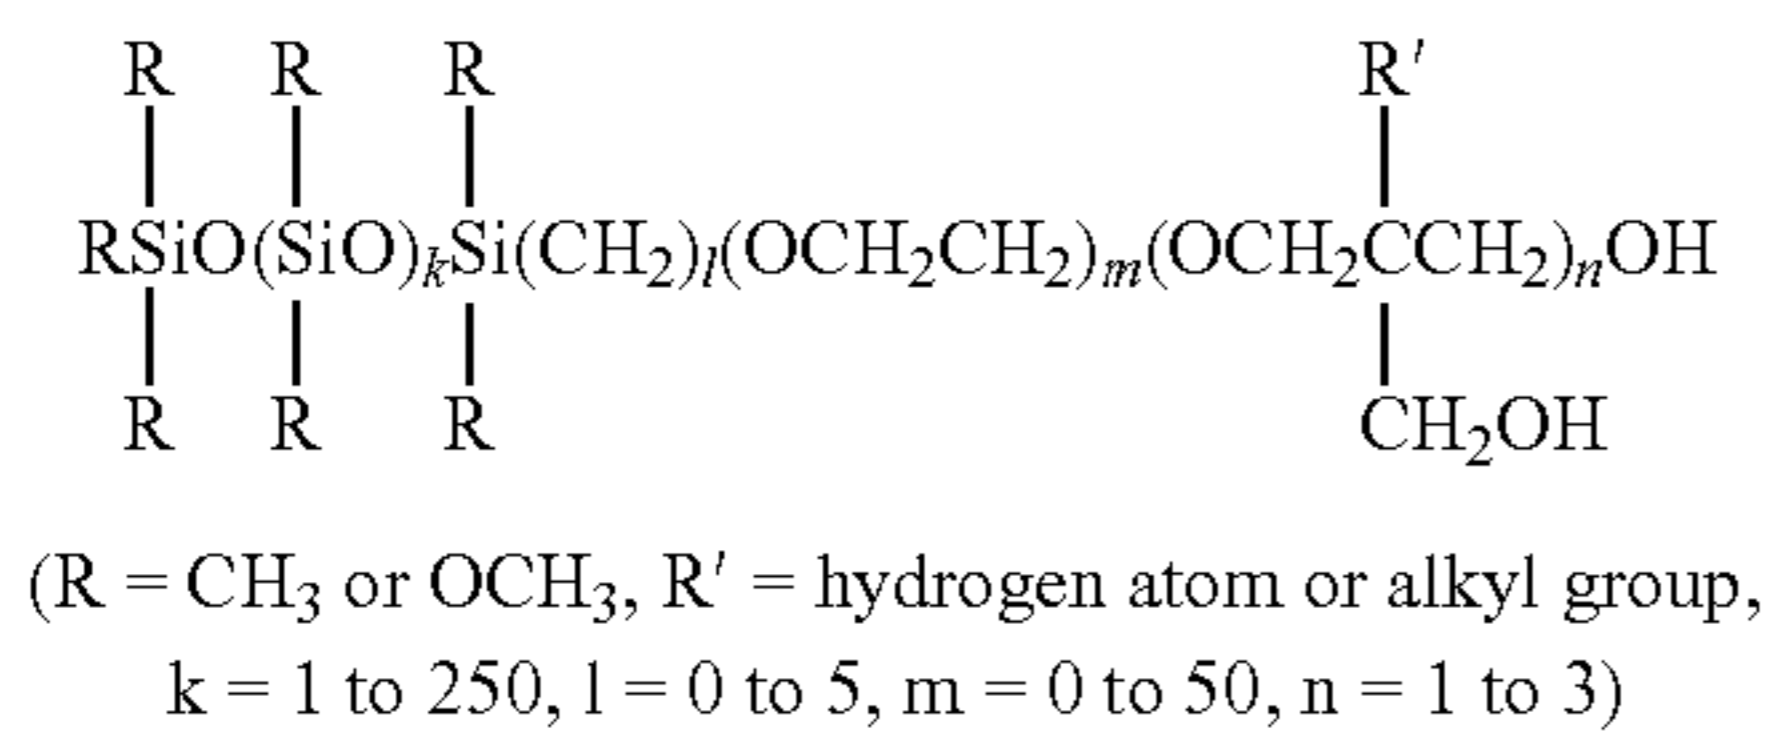 R R R R′
RSiO(SiO)kSi(CH2)l(OCH2CH2)m(OCH2CCH2)nOH
R R R CH2OH
(R = CH3 or OCH3, R′ = hydrogen atom or alkyl group,
k = 1 to 250, l = 0 to 5, m = 0 to 50, n = 1 to 3)